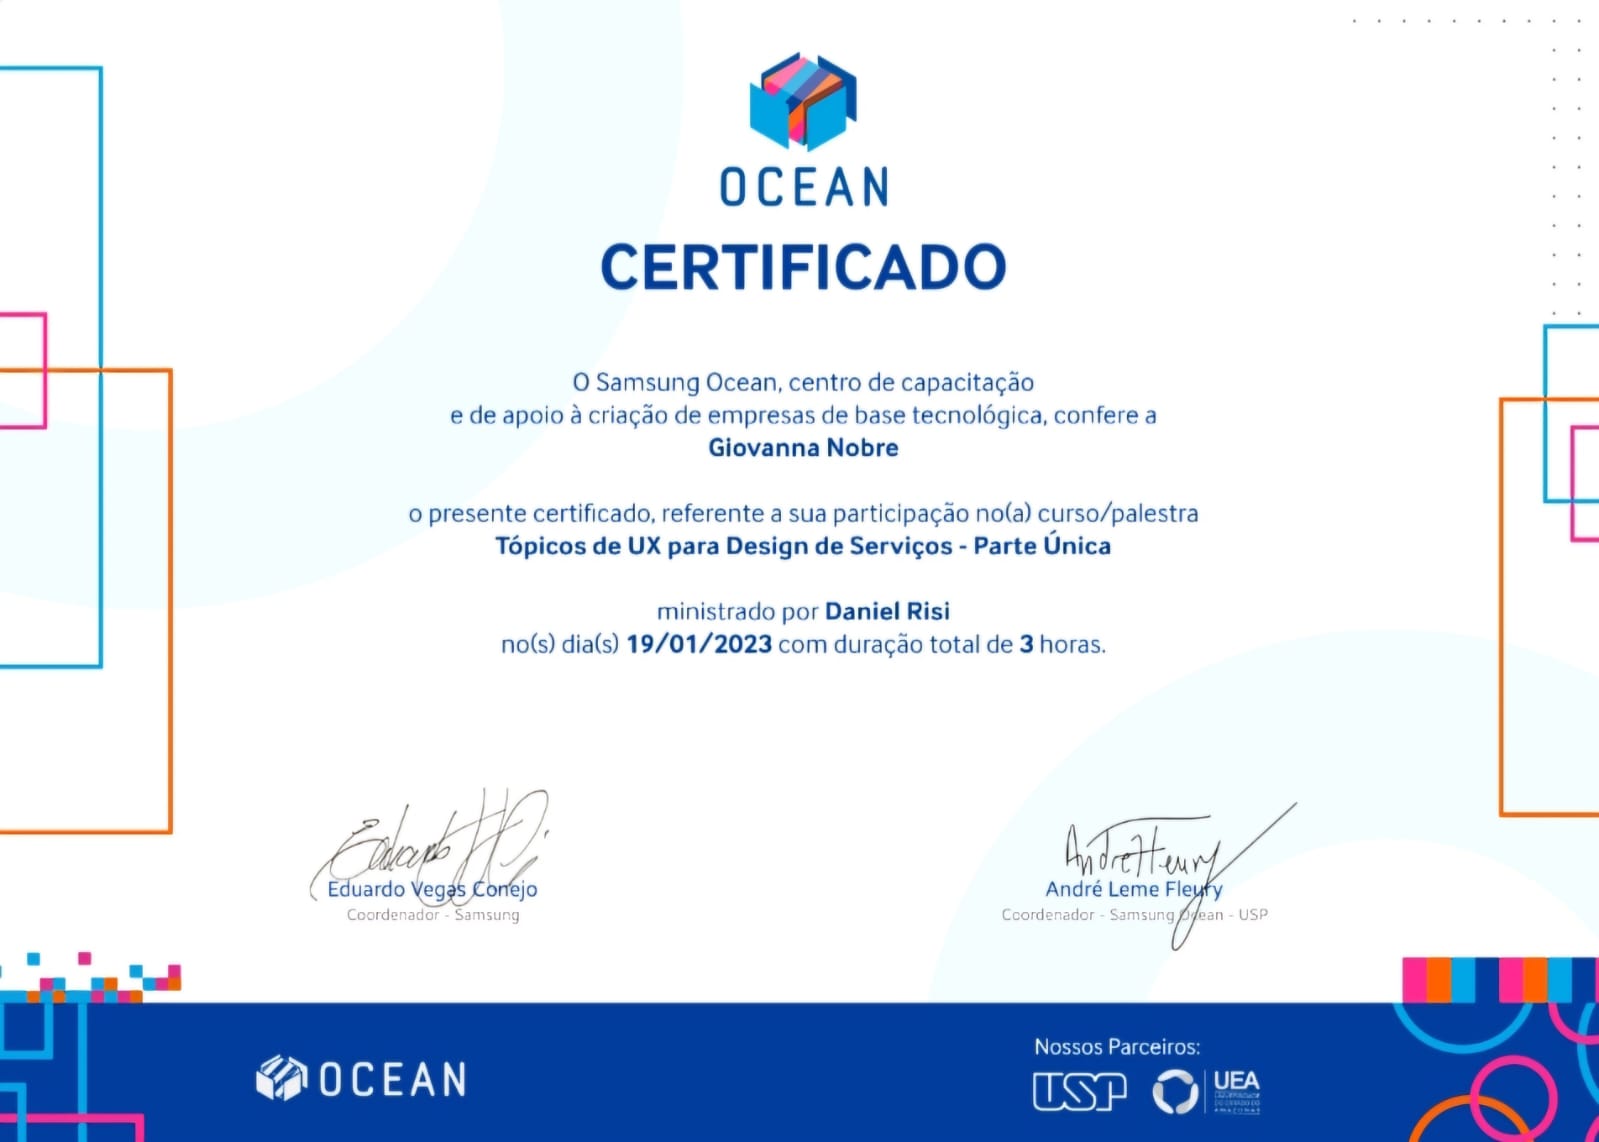 OCEAN
CERTIFICADO
O Samsung Ocean, centro de capacitação
e de apoio à criação de empresas de base tecnológica, confere a
Giovanna Nobre
o presente certificado, referente a sua participação no(a) curso/palestra
Tópicos de UX para Design de Serviços - Parte Única
ministrado por Daniel Risi
no(s) dia(s) 19/01/2023 com duração total de 3 horas.
Eduardo Vegas Conejo
Coordenador - Samsung
André Leme Fleury
Coordenador - Samsung Ocean - USP
OCEAN
Nossos Parceiros:
USP
UEA
AMAZONAS